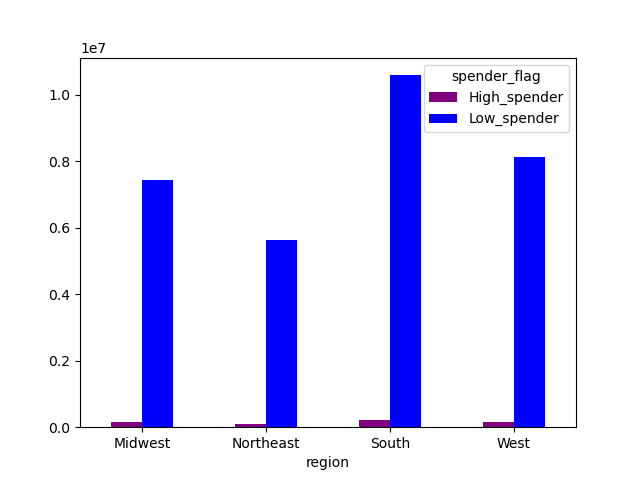 1e7
spender_flag
High_spender
Low_spender
1.0
0.8
0.6
0.4
0.2
0.0
Midwest Northeast South West
region